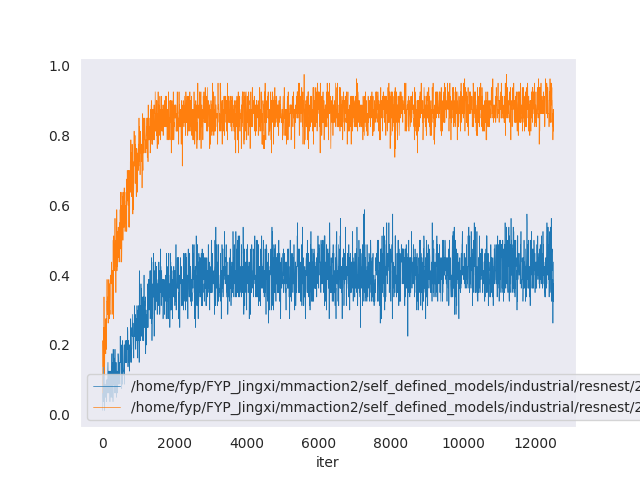 1.0
0.8
0.6
0.4
0.2
0.0
/home/fyp/FYP_Jingxi/mmaction2/self_defined_models/industrial/resnest/2
/home/fyp/FYP_Jingxi/mmaction2/self_defined_models/industrial/resnest/2
0 2000 4000 6000 8000 10000 12000
iter